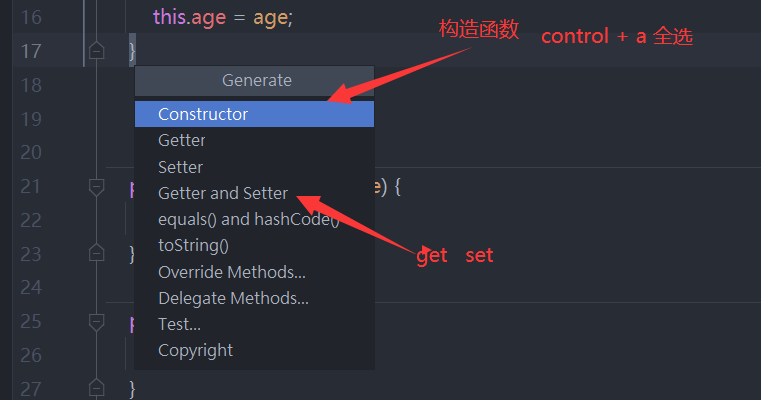 16 this.age = age;
构造函数 control + a 全选
17 }
Generate
18
Constructor
19
Getter
20
Setter
21 p e) {
Getter and Setter
22
equals() and hashCode()
23 }
toString()
get set
24
Override Methods...
Delegate Methods...
25 p
Test...
26
Copyright
27 }